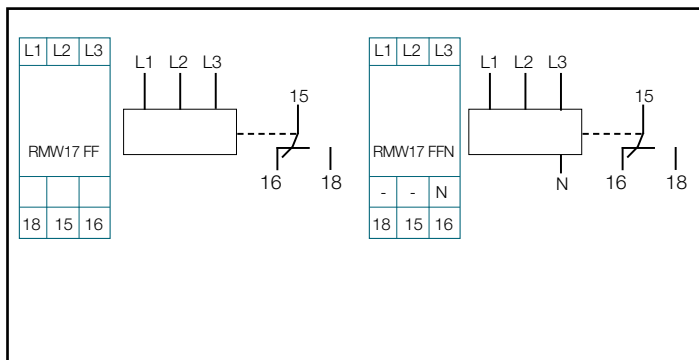 L1 L2 L3
RMW17 FF
18 15 16
L1 L2 L3
15
16 18
L1 L2 L3
RMW17 FFN
- - N
18 15 16
L1 L2 L3
N
15
16 18